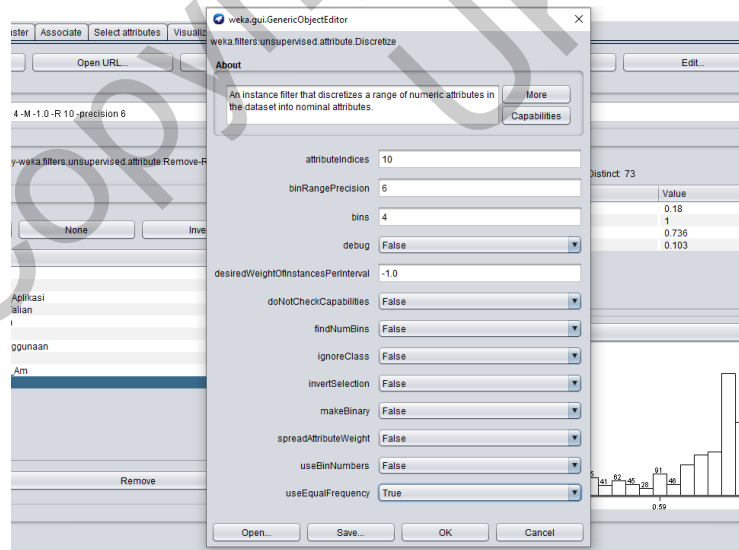 weka.gui.GenericObjectEditor
weka.filters.unsupervised.attribute.Discretize
About
An instance filter that discretizes a range of numeric attributes in
the dataset into nominal attributes.
More
Capabilities
attributeIndices 10
binRangePrecision 6
bins 4
debug False
desiredWeightOfInstancesPerInterval -1.0
doNotCheckCapabilities False
findNumBins False
ignoreClass False
invertSelection False
makeBinary False
spreadAttributeWeight False
useBinNumbers False
useEqualFrequency True
Open... Save... OK Cancel
uster Associate Select attributes Visualiz
Open URL...
Edit...
4 -M -1.0 -R 10 -precision 6
y-weka.filters.unsupervised.attribute.Remove-R
None Inve
Aplikasi
alian
ggunaan
_Am
Remove
Distinct: 73
Value
0.18
1
0.736
0.103
41 62 45 28 91 46
0.59
Copyri
U